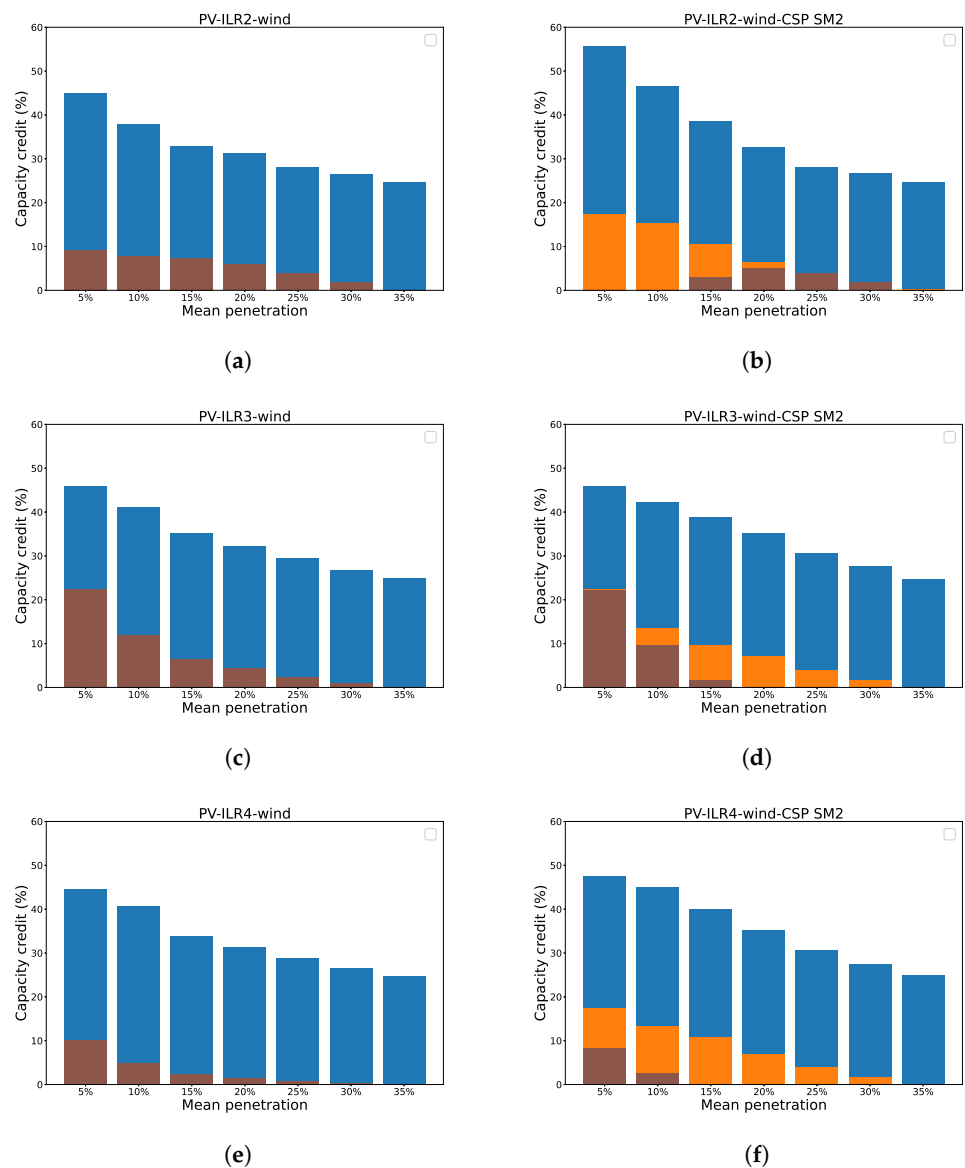 PV-ILR2-wind
60
50
40
30
20
10
0
Capacity credit (%)
5% 10% 15% 20% 25% 30% 35%
Mean penetration
(a)
PV-ILR2-wind-CSP SM2
60
50
40
30
20
10
0
Capacity credit (%)
5% 10% 15% 20% 25% 30% 35%
Mean penetration
(b)
PV-ILR3-wind
60
50
40
30
20
10
0
Capacity credit (%)
5% 10% 15% 20% 25% 30% 35%
Mean penetration
(c)
PV-ILR3-wind-CSP SM2
60
50
40
30
20
10
0
Capacity credit (%)
5% 10% 15% 20% 25% 30% 35%
Mean penetration
(d)
PV-ILR4-wind
60
50
40
30
20
10
0
Capacity credit (%)
5% 10% 15% 20% 25% 30% 35%
Mean penetration
(e)
PV-ILR4-wind-CSP SM2
60
50
40
30
20
10
0
Capacity credit (%)
5% 10% 15% 20% 25% 30% 35%
Mean penetration
(f)